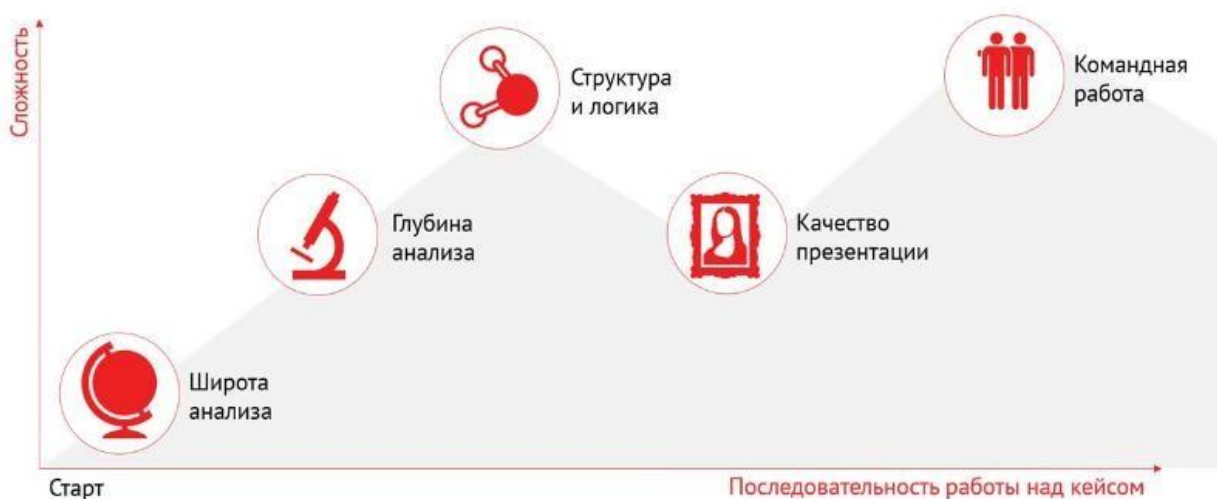 Сложность
Структура
и логика
Командная
работа
Глубина
анализа
Качество
презентации
Широта
анализа
Старт
Последовательность работы над кейсом